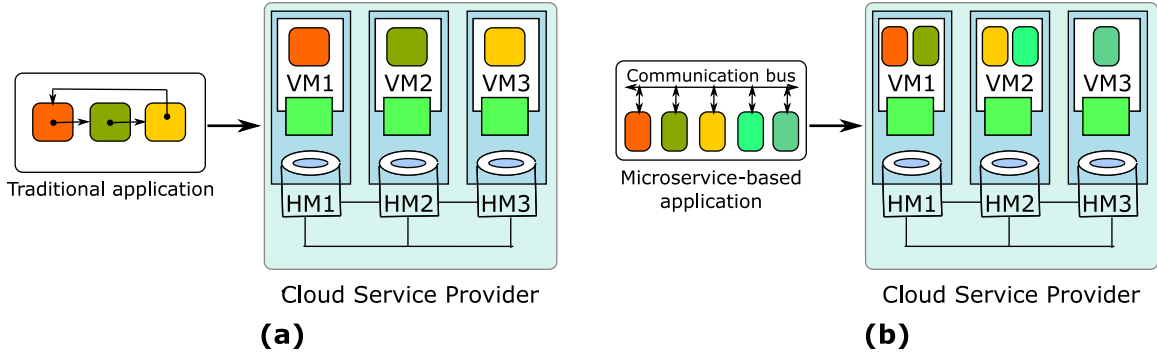 VM1 VM2 VM3
HM1 HM2 HM3
Traditional application
Cloud Service Provider
(a)
Communication bus
Microservice-based
application
VM1 VM2 VM3
HM1 HM2 HM3
Cloud Service Provider
(b)